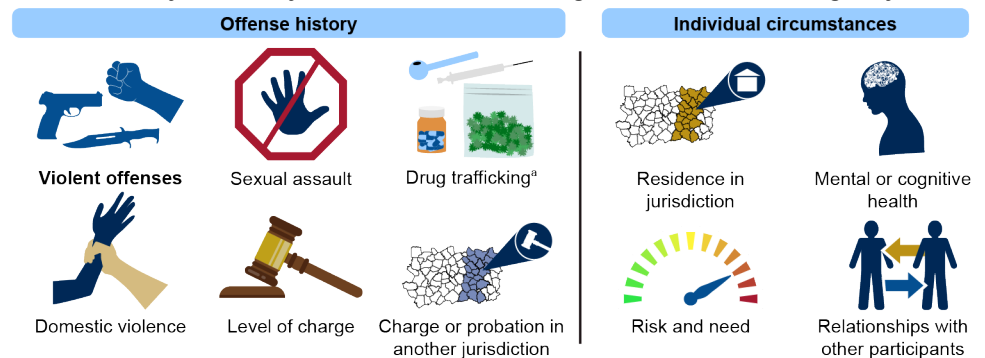 Offense history
Individual circumstances
Violent offenses
Sexual assault
Drug traffickingᵃ
Residence in
jurisdiction
Mental or cognitive
health
Domestic violence
Level of charge
Charge or probation in
another jurisdiction
Risk and need
Relationships with
other participants